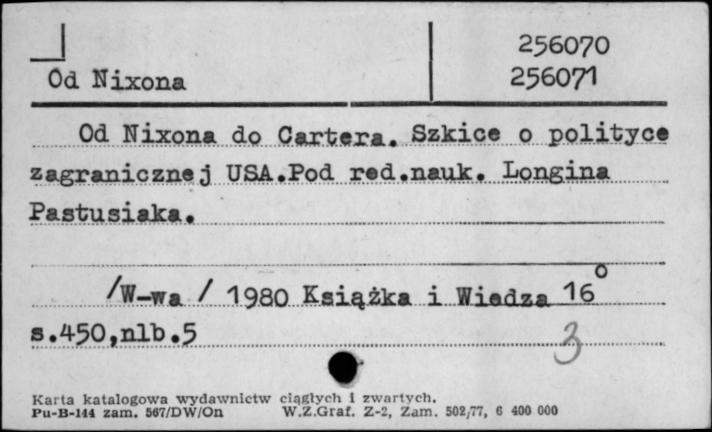 256070
Od Nixona 256071
Od Nixona do Cartera. Szkice o polityce
zagranicznej USA.Pod red.nauk. Longina
Pastusiaka.
/W-wa / 1980 Książka i Wiedza 16°
s.450,nlb.5
3
Karta katalogowa wydawnictw ciągłych i zwartych.
Pu-B-144 zam. 567/DW/On W.Z.Graf. Z-2, Zam. 502/77, 6 400 000